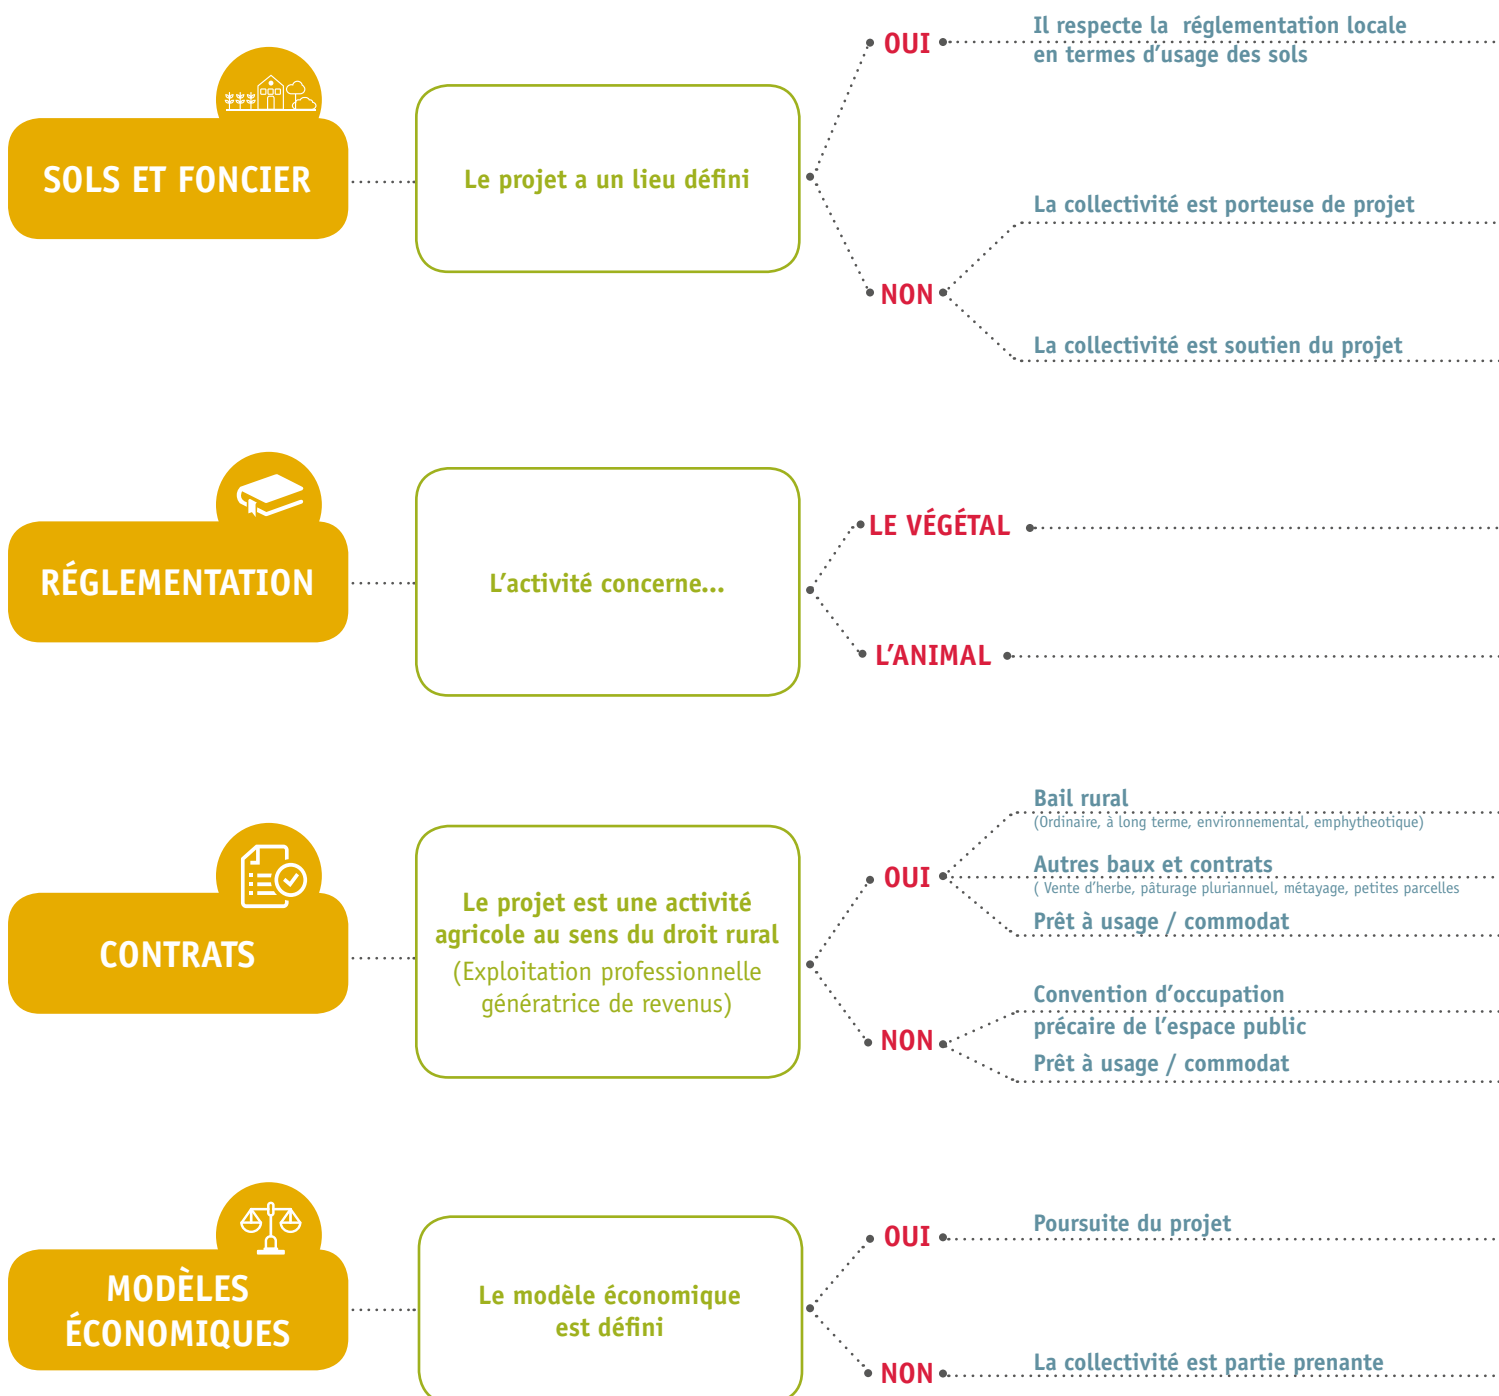 SOLS ET FONCIER
Le projet a un lieu défini
OUI
Il respecte la  réglementation locale
en termes d’usage des sols
NON
La collectivité est porteuse de projet
La collectivité est soutien du projet
RÉGLEMENTATION
L’activité concerne...
LE VÉGÉTAL
L’ANIMAL
CONTRATS
Le projet est une activité
agricole au sens du droit rural
(Exploitation professionnelle
génératrice de revenus)
OUI
Bail rural
(Ordinaire, à long terme, environnemental, emphytheotique)
Autres baux et contrats
( Vente d’herbe, pâturage pluriannuel, métayage, petites parcelles
Prêt à usage / commodat
NON
Convention d’occupation
précaire de l’espace public
Prêt à usage / commodat
MODÈLES
ÉCONOMIQUES
Le modèle économique
est défini
OUI
Poursuite du projet
NON
La collectivité est partie prenante